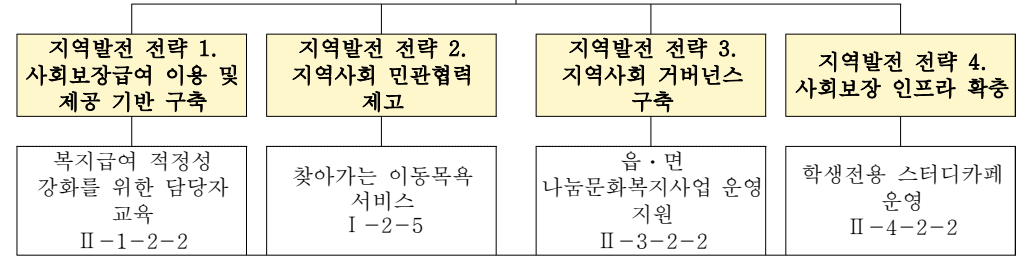 지역발전 전략 1.
사회보장급여 이용 및
제공 기반 구축
지역발전 전략 2.
지역사회 민관협력
제고
지역발전 전략 3.
지역사회 거버넌스
구축
지역발전 전략 4.
사회보장 인프라 확충
복지급여 적정성
강화를 위한 담당자
교육
Ⅱ-1-2-2
찾아가는 이동목욕
서비스
Ⅰ-2-5
읍・면
나눔문화복지사업 운영
지원
Ⅱ-3-2-2
학생전용 스터디카페
운영
Ⅱ-4-2-2